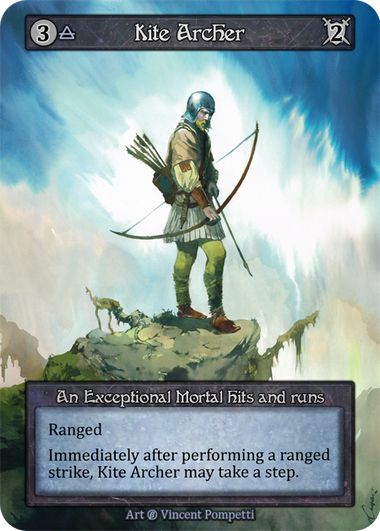 3 Kite Archer 2
An Exceptional Mortal hits and runs
Ranged
Immediately after performing a ranged
strike, Kite Archer may take a step.
Art @ Vincent Pompetti